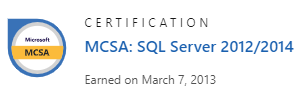 CERTIFICATION
Microsoft
MCSA
MCSA: SQL Server 2012/2014
Earned on March 7, 2013